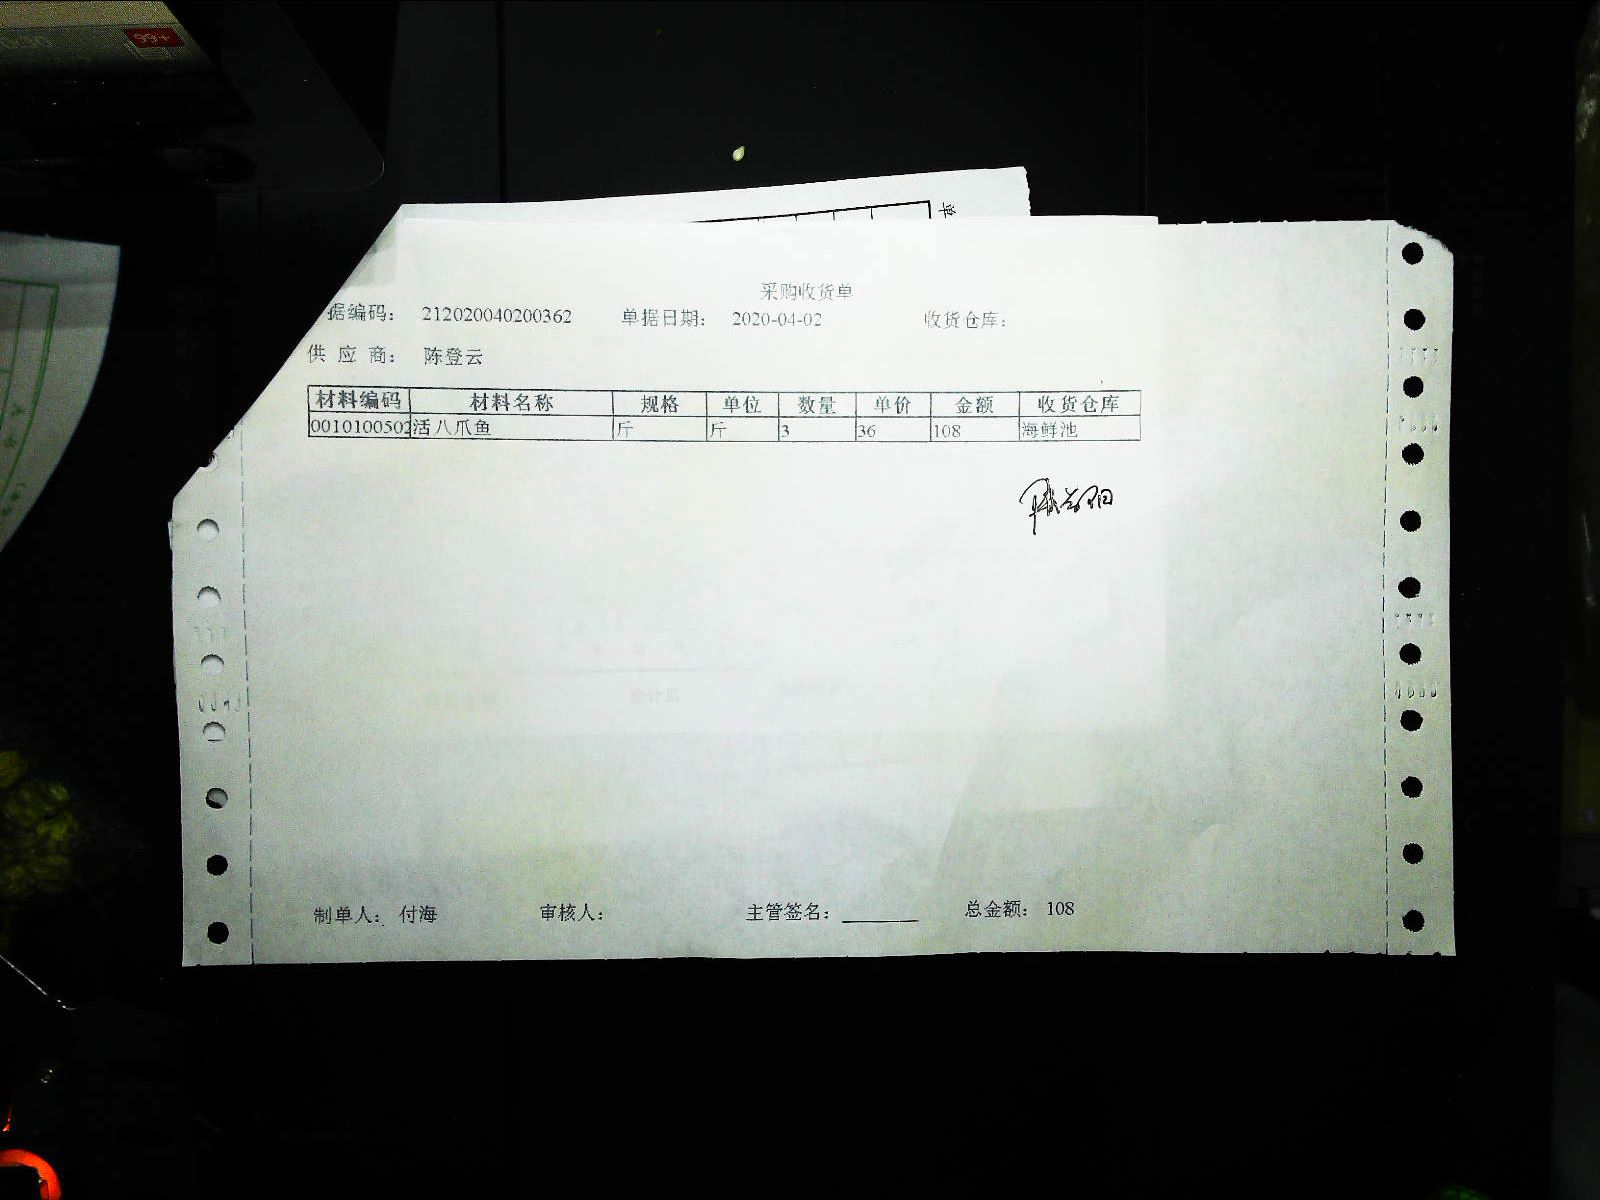 99+
采购收货单
据编码： 212020040200362 单据日期： 2020-04-02 收货仓库：
供 应 商： 陈登云
材料编码 材料名称 规格 单位 数量 单价 金额 收货仓库
0010100502 活八爪鱼 斤 斤 3 36 108 海鲜池
制单人： 付海 审核人： 主管签名： 总金额： 108